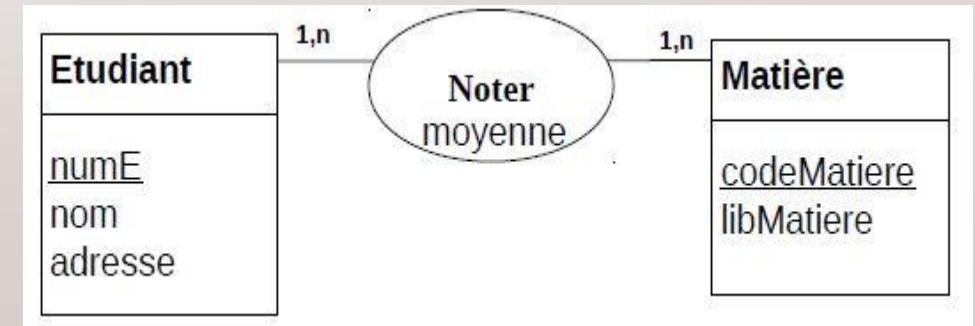 Etudiant
numE
nom
adresse
1,n
Noter
moyenne
1,n
Matière
codeMatiere
libMatiere